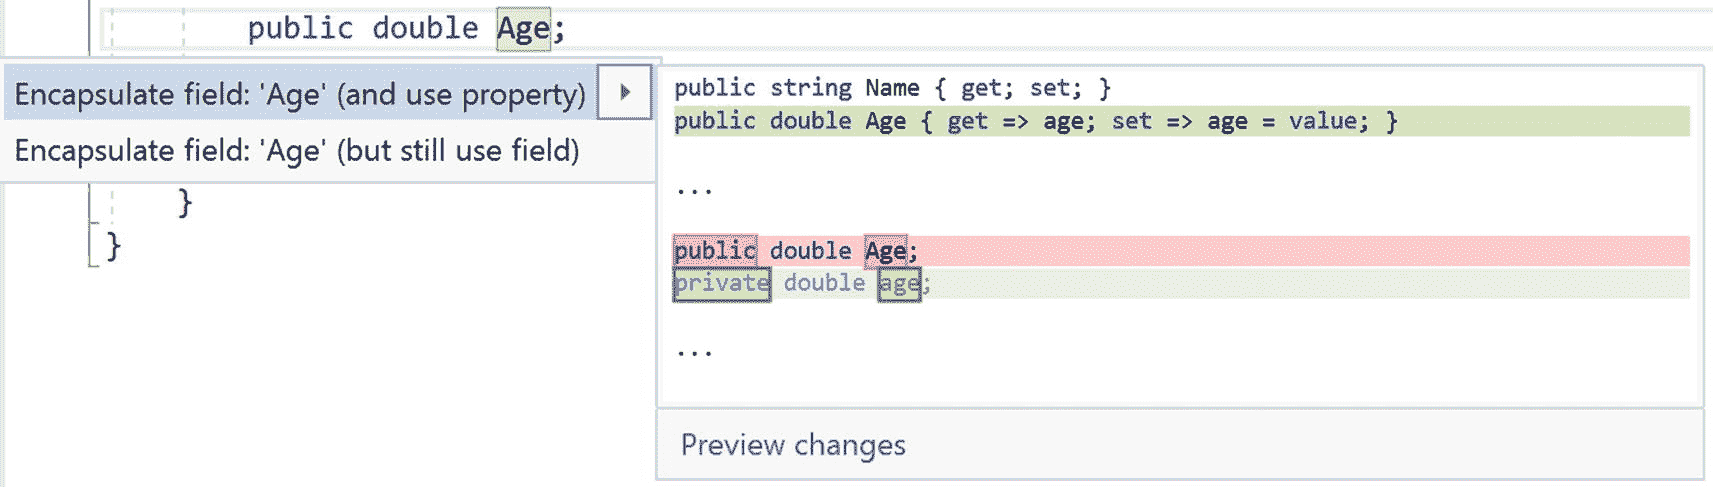 public double Age;
Encapsulate field: 'Age' (and use property)
Encapsulate field: 'Age' (but still use field)
}
}
public string Name { get; set; }
public double Age { get => age; set => age = value; }
...
public double Age;
private double age;
...
Preview changes